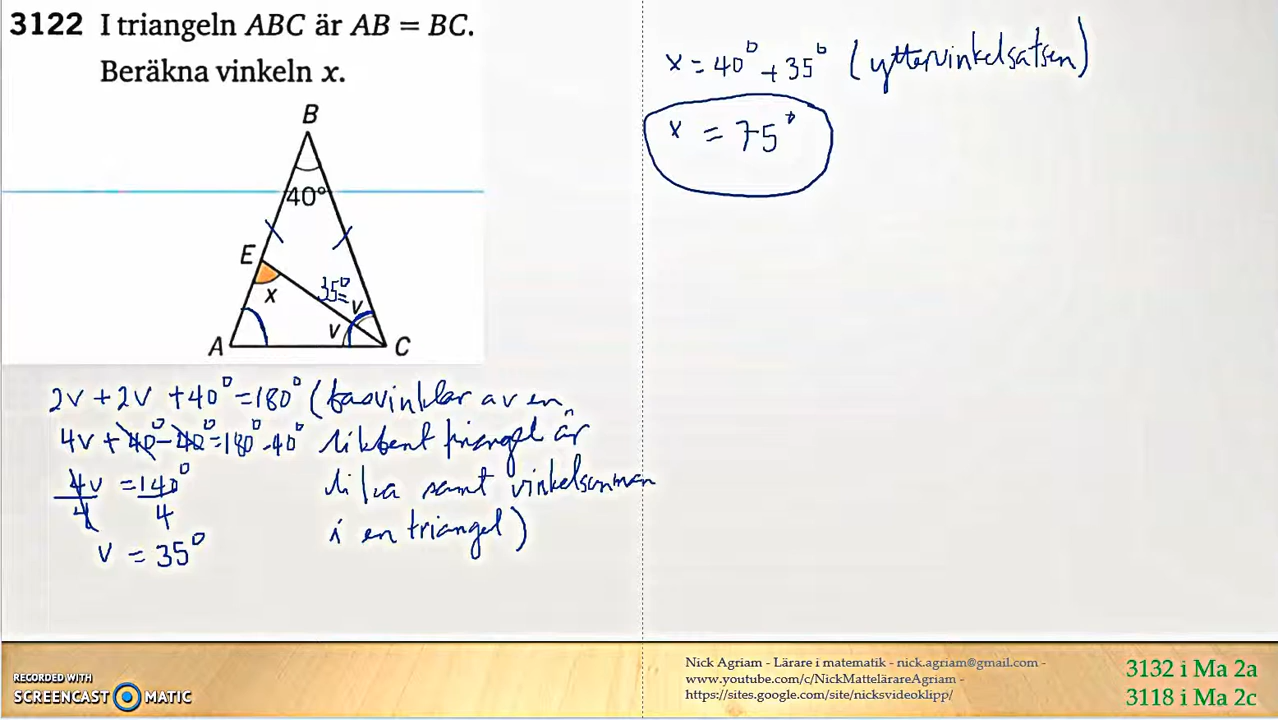 3122 I triangeln ABC är AB = BC.
Beräkna vinkeln x.
B
40°
E
x
35°=
v
v
A
C
2v + 2v + 40° = 180° (basvinklar av en
4v + 40° - 40° = 180° - 40° likbent triangel är
4v = 140° lika samt vinkelsumman
4 4 i en triangel)
v = 35°
x = 40° + 35° (yttervinkelsatsen)
x = 75°
RECORDED WITH
SCREENCAST MATIC
Nick Agriam - Lärare i matematik - nick.agriam@gmail.com -
www.youtube.com/c/NickMattelärareAgriam -
https://sites.google.com/site/nicksvideoklipp/
3132 i Ma 2a
3118 i Ma 2c